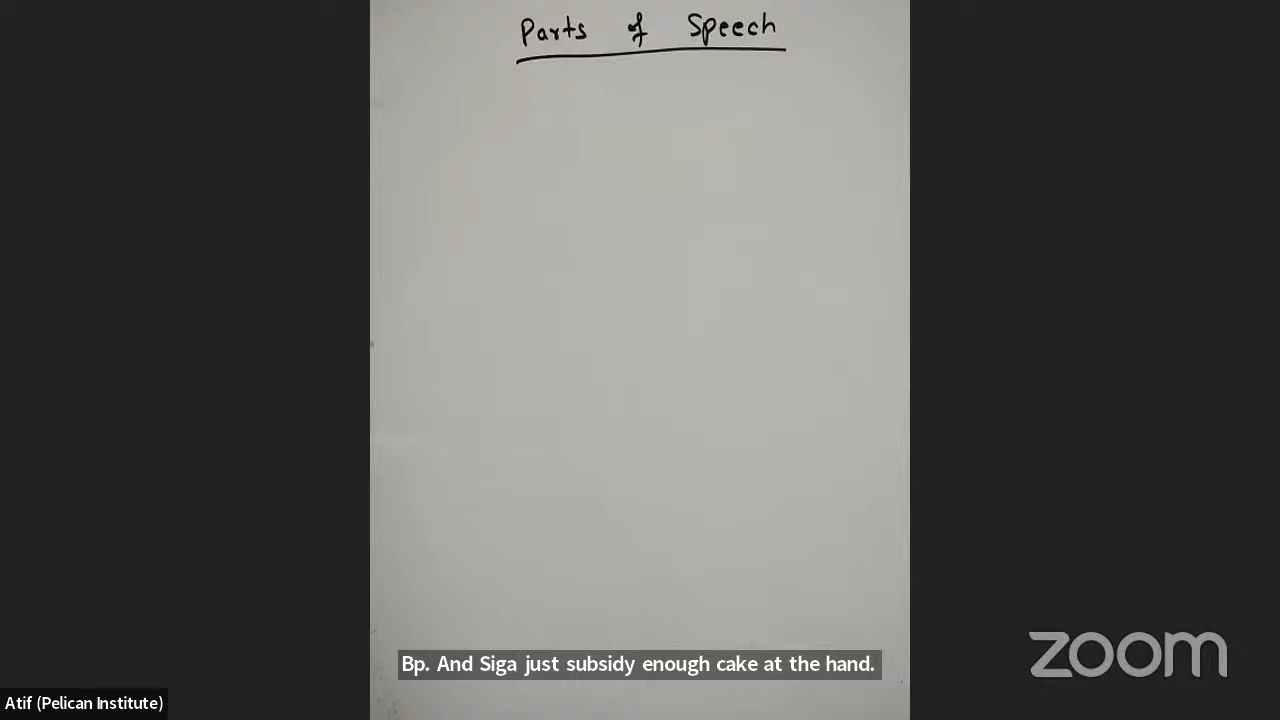 Parts of Speech
Bp. And Siga just subsidy enough cake at the hand.
zoom
Atif (Pelican Institute)